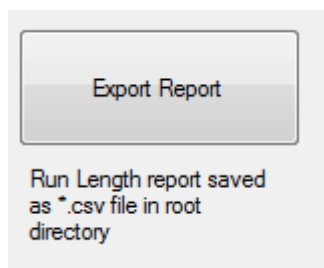 Export Report
Run Length report saved
as *.csv file in root
directory